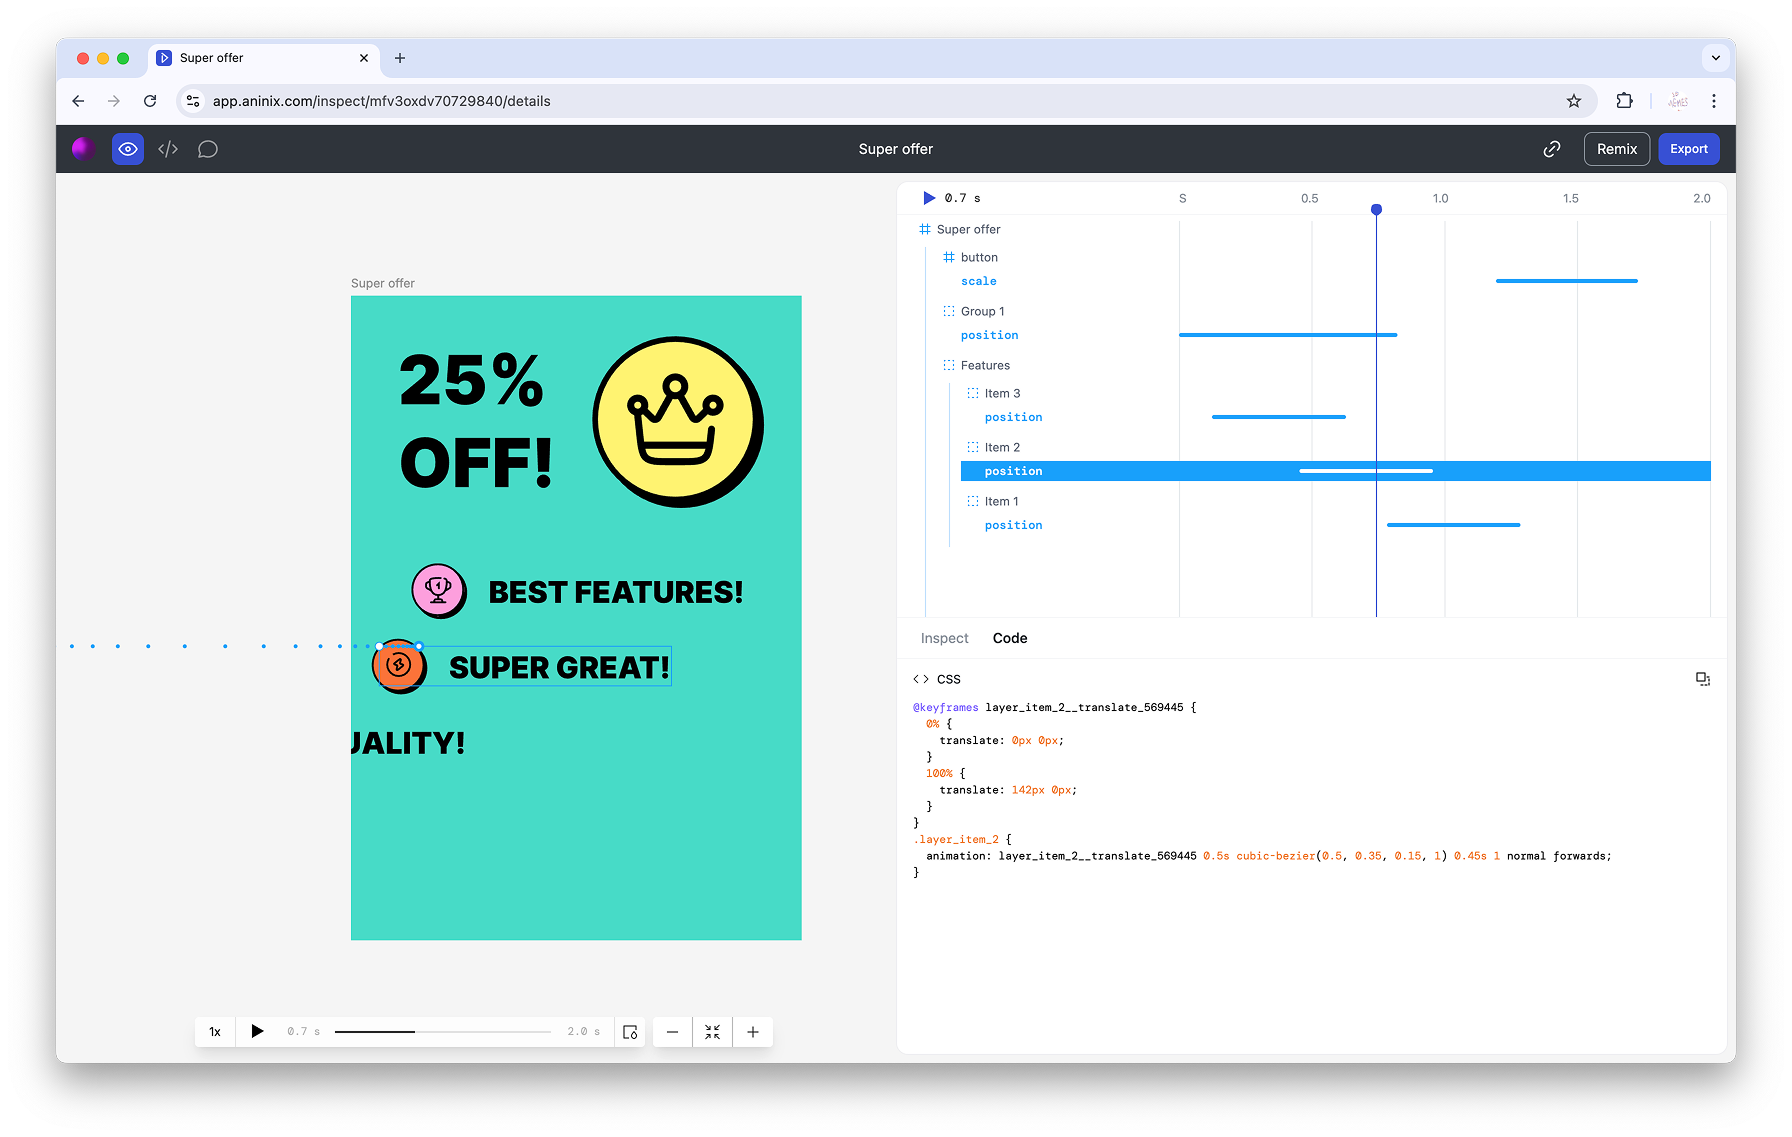 Super offer
app.aninix.com/inspect/mfv3oxdv70729840/details
Super offer
Remix
Export
Super offer
25%
OFF!
1
BEST FEATURES!
SUPER GREAT!
UALITY!
1x
0.7 s
2.0 s
0.7 s
S
0.5
1.0
1.5
2.0
Super offer
button
scale
Group 1
position
Features
Item 3
position
Item 2
position
Item 1
position
Inspect
Code
<> CSS
@keyframes layer_item_2__translate_569445 {
0% {
translate: 0px 0px;
}
100% {
translate: 142px 0px;
}
}
.layer_item_2 {
animation: layer_item_2__translate_569445 0.5s cubic-bezier(0.5, 0.35, 0.15, 1) 0.45s 1 normal forwards;
}